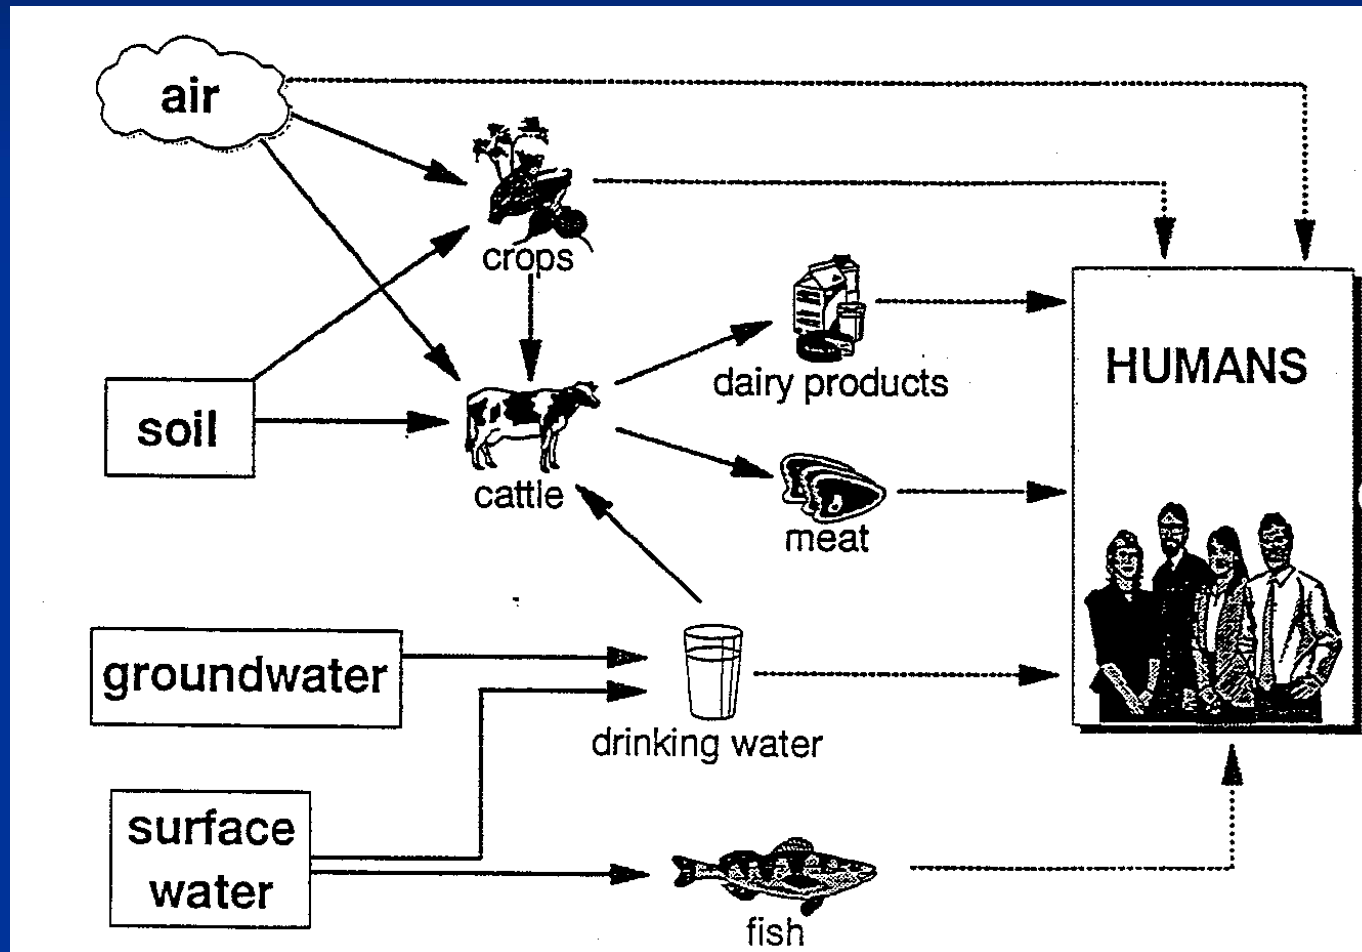 air
crops
dairy products
HUMANS
soil
cattle
meat
groundwater
drinking water
surface
water
fish